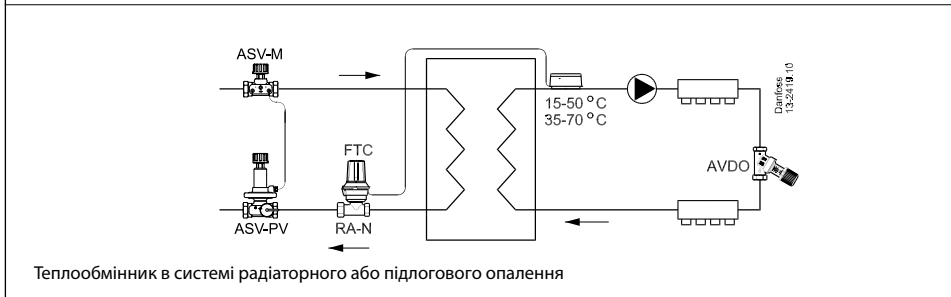 ASV-M
15-50 °C
35-70 °C
Danfoss
13-2419.10
FTC
AVDO
ASV-PV
RA-N
Теплообмінник в системі радіаторного або підлогового опалення